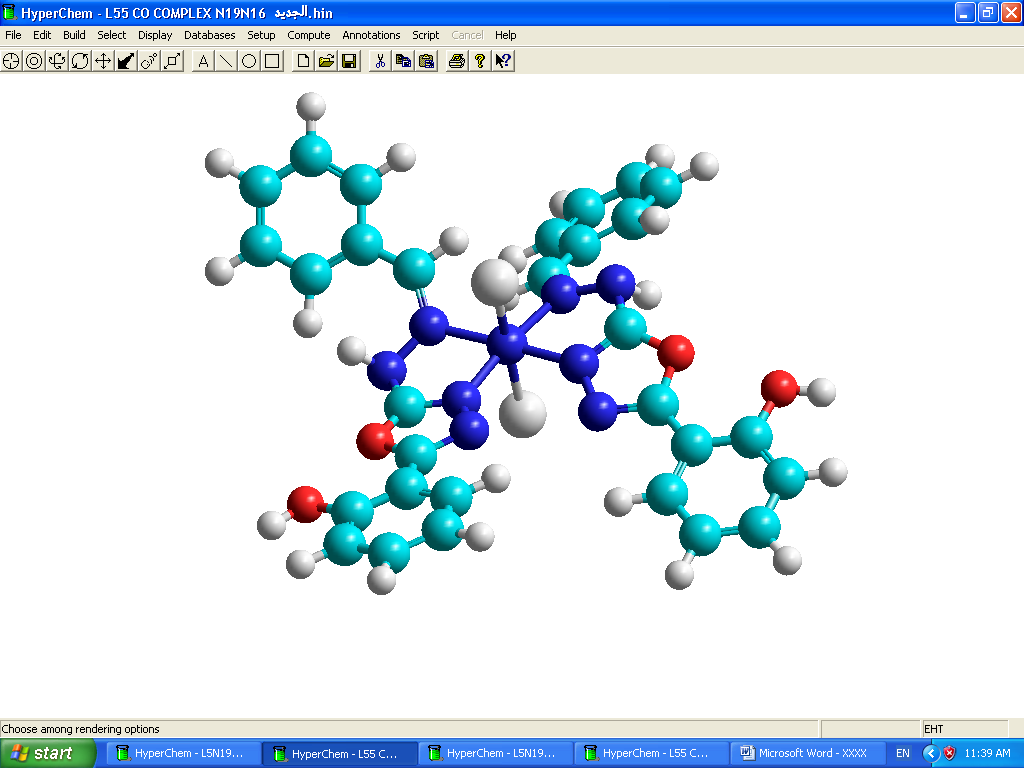 HyperChem - L55 CO COMPLEX N19N16 الجديد.hin
File Edit Build Select Display Databases Setup Compute Annotations Script Cancel Help
A
Choose among rendering options EHT
start HyperChem - L5N19... HyperChem - L55 C... HyperChem - L5N19... HyperChem - L55 C... Microsoft Word - XXXX EN 11:39 AM